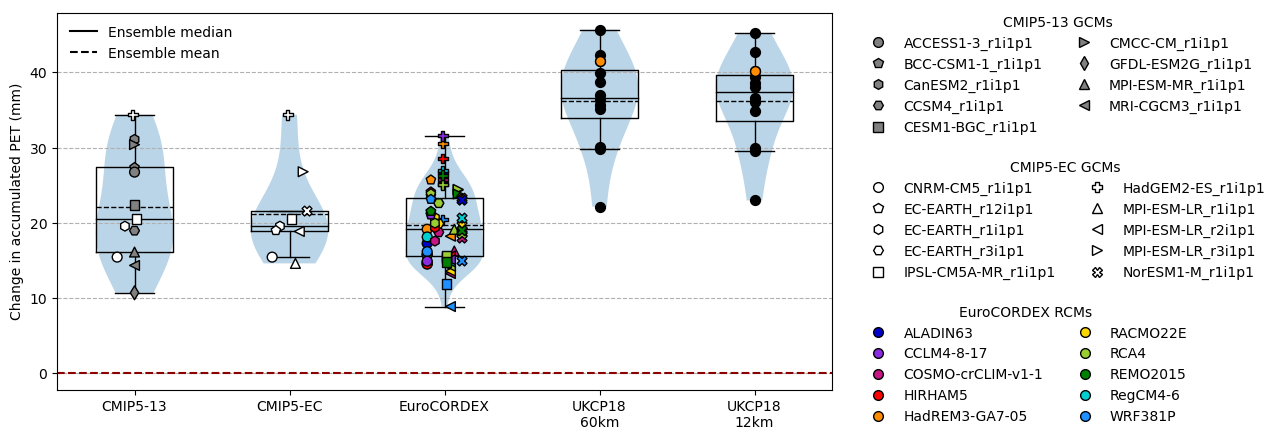 Change in accumulated PET (mm)
40
30
20
10
0
Ensemble median
Ensemble mean
CMIP5-13
CMIP5-EC
EuroCORDEX
UKCP18
60km
UKCP18
12km
CMIP5-13 GCMs
ACCESS1-3_r1i1p1
BCC-CSM1-1_r1i1p1
CanESM2_r1i1p1
CCSM4_r1i1p1
CESM1-BGC_r1i1p1
CMCC-CM_r1i1p1
GFDL-ESM2G_r1i1p1
MPI-ESM-MR_r1i1p1
MRI-CGCM3_r1i1p1
CMIP5-EC GCMs
CNRM-CM5_r1i1p1
EC-EARTH_r12i1p1
EC-EARTH_r1i1p1
EC-EARTH_r3i1p1
IPSL-CM5A-MR_r1i1p1
HadGEM2-ES_r1i1p1
MPI-ESM-LR_r1i1p1
MPI-ESM-LR_r2i1p1
MPI-ESM-LR_r3i1p1
NorESM1-M_r1i1p1
EuroCORDEX RCMs
ALADIN63
CCLM4-8-17
COSMO-crCLIM-v1-1
HIRHAM5
HadREM3-GA7-05
RACMO22E
RCA4
REMO2015
RegCM4-6
WRF381P